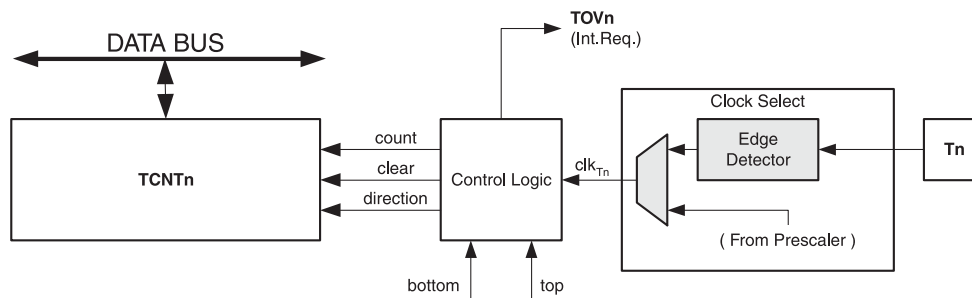 TOVn
(Int.Req.)
DATA BUS
Clock Select
count
Edge
Detector
Tn
TCNTn
clear
Control Logic
clkTn
direction
( From Prescaler )
bottom
top